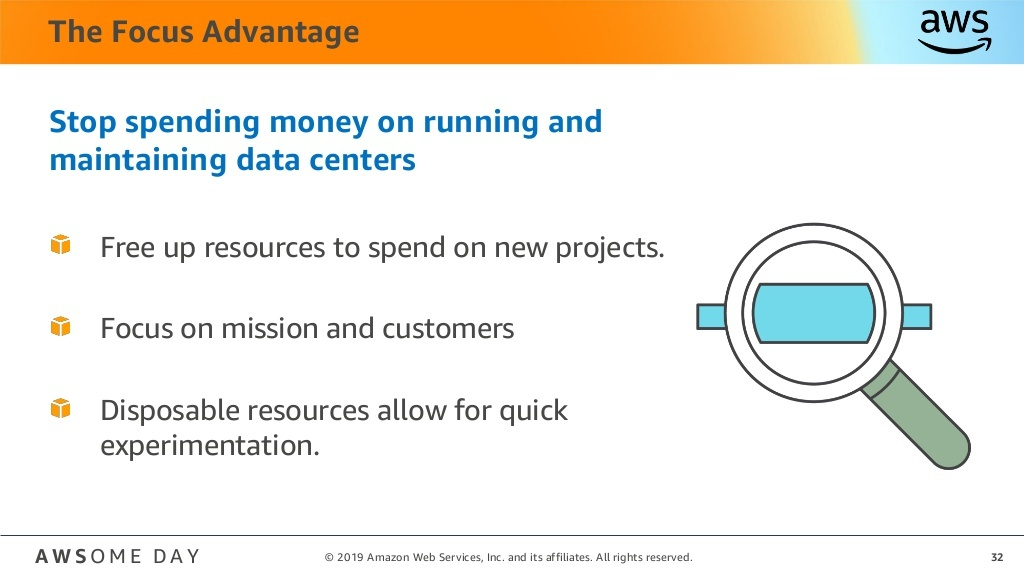 The Focus Advantage
aws
Stop spending money on running and
maintaining data centers
Free up resources to spend on new projects.
Focus on mission and customers
Disposable resources allow for quick
experimentation.
AWSOME DAY
© 2019 Amazon Web Services, Inc. and its affiliates. All rights reserved.
32